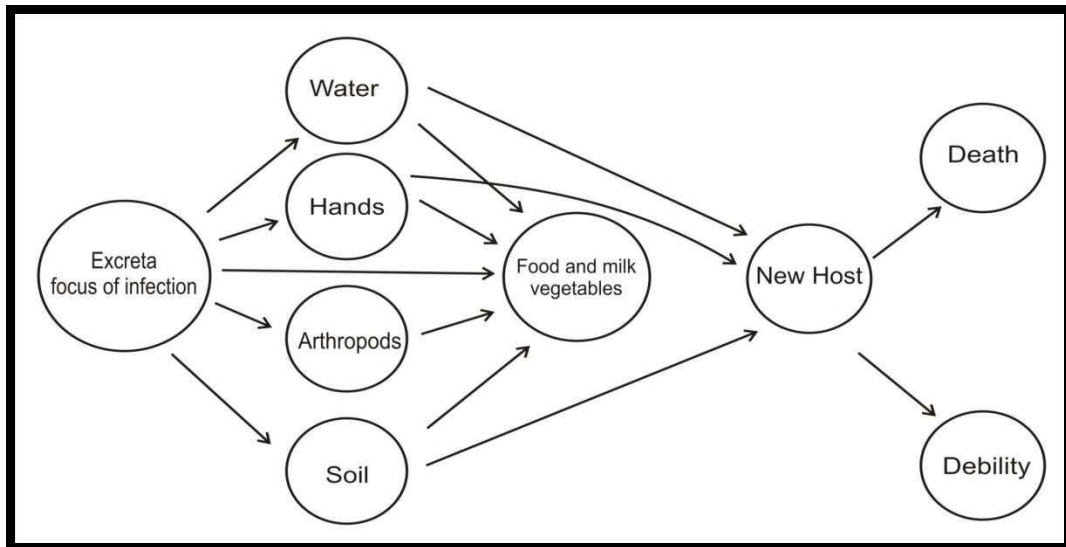 Water
Hands
Excreta
focus of infection
Food and milk
vegetables
Arthropods
Soil
New Host
Death
Debility